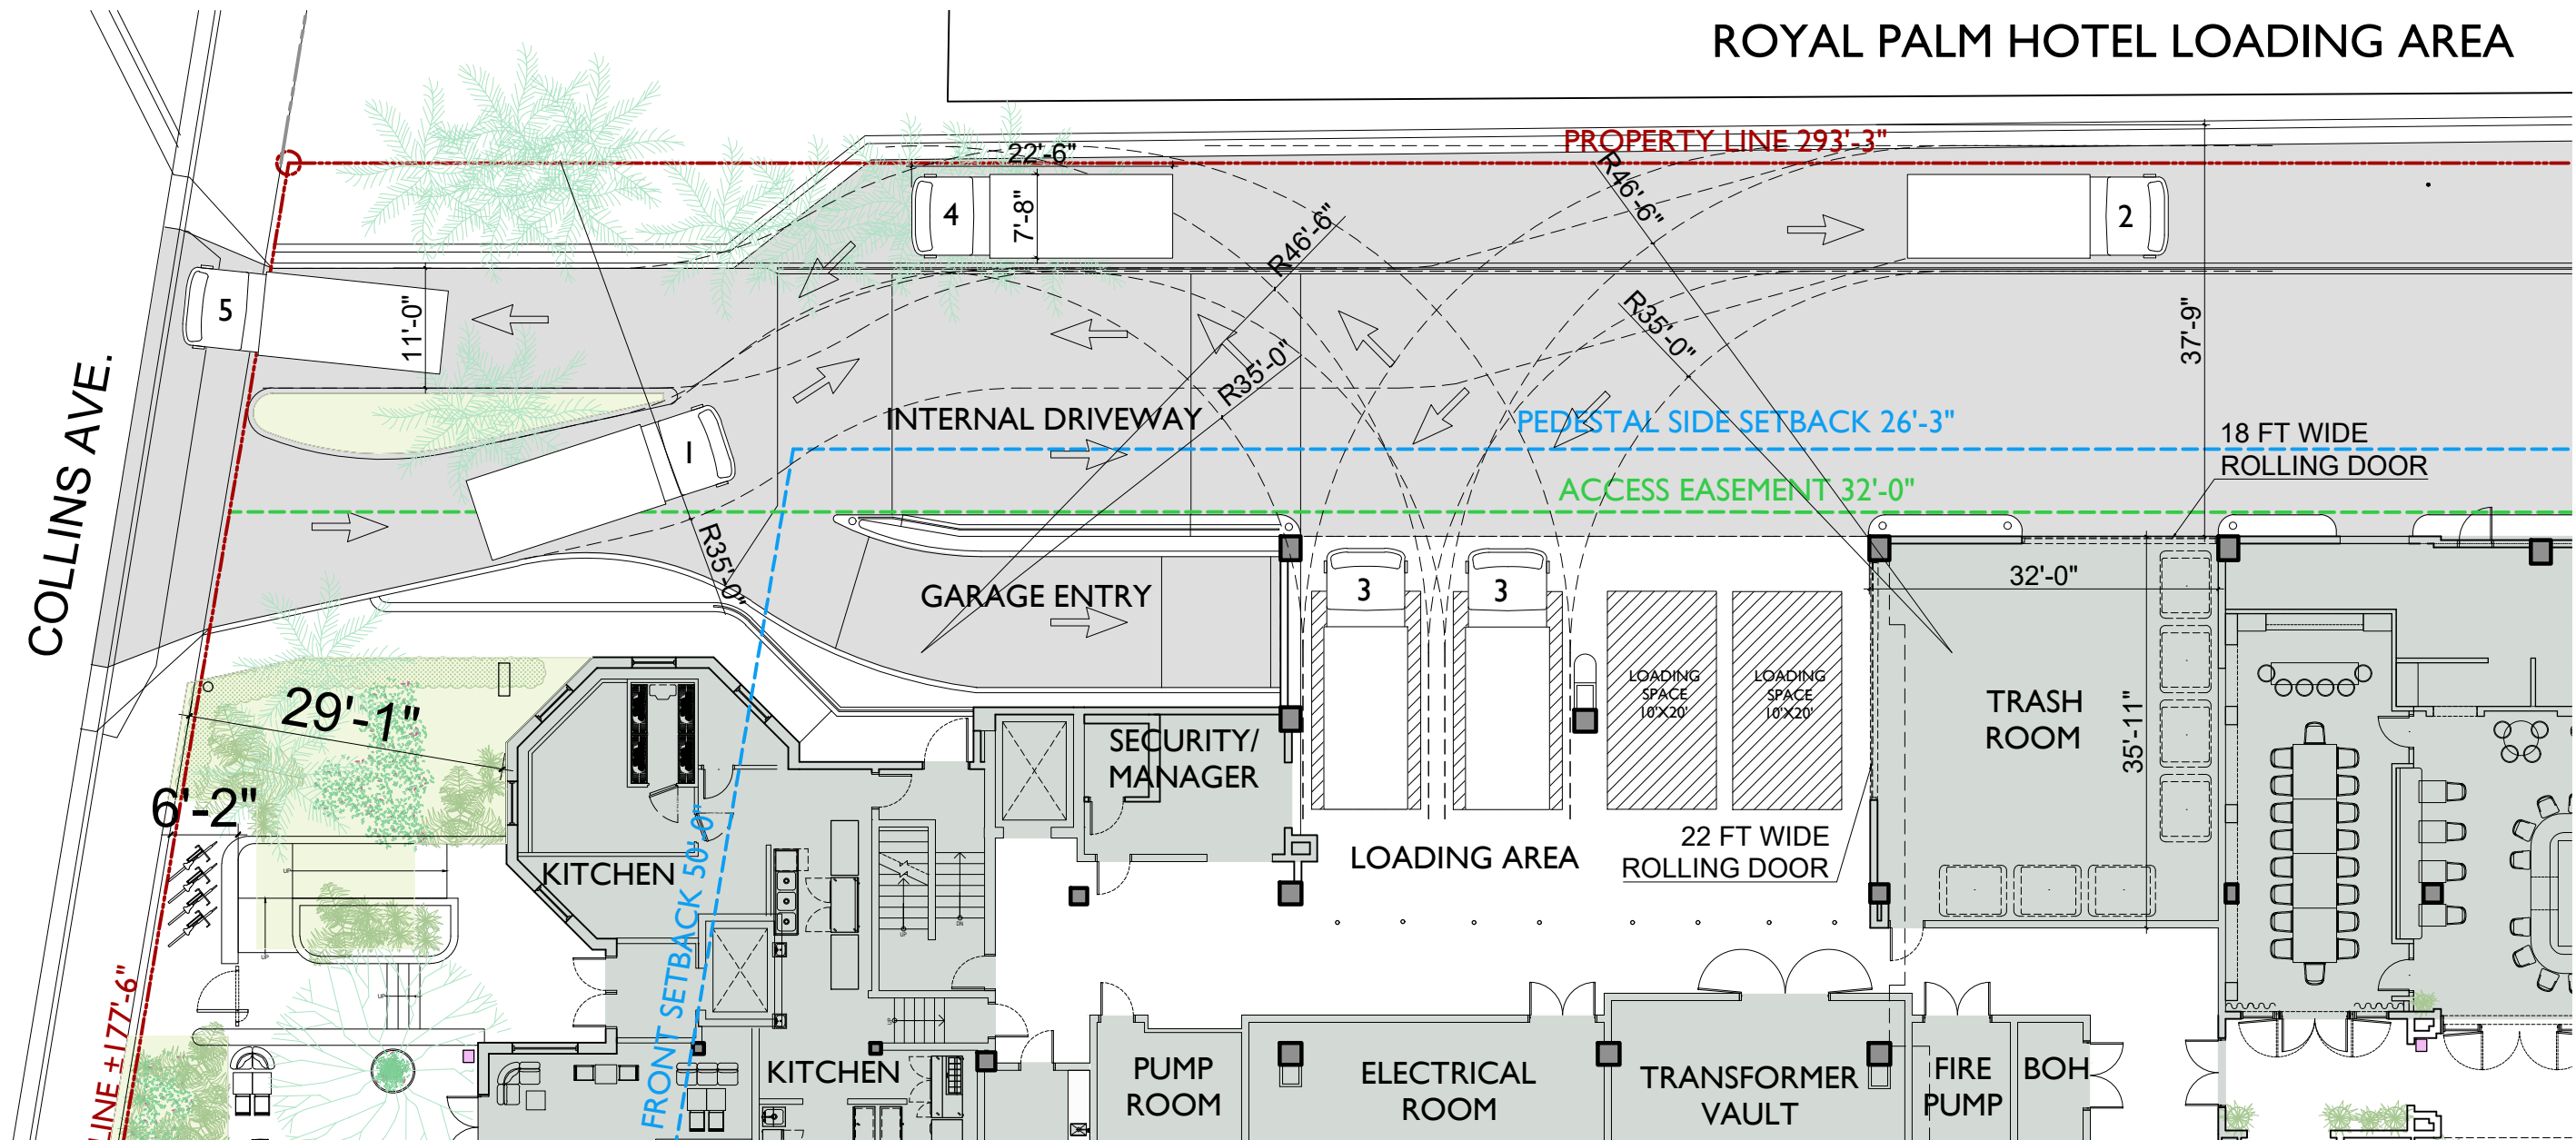 ROYAL PALM HOTEL LOADING AREA
PROPERTY LINE 293'-3"
22'-6"
R46'-6"
4
7'-8"
2
R46'-6"
5
11'-0"
R35'-0"
37'-9"
R35'-0"
COLLINS AVE.
INTERNAL DRIVEWAY
PEDESTAL SIDE SETBACK 26'-3"
18 FT WIDE
ROLLING DOOR
1
ACCESS EASEMENT 32'-0"
R35'-0"
GARAGE ENTRY
3
3
32'-0"
LOADING
SPACE
10'X20'
LOADING
SPACE
10'X20'
29'-1"
TRASH
ROOM
35'-11"
SECURITY/
MANAGER
6'-2"
22 FT WIDE
ROLLING DOOR
LOADING AREA
KITCHEN
FRONT SETBACK 50'-0"
UP
UP
UP
DN
UP
LINE ±177'-6"
KITCHEN
PUMP
ROOM
ELECTRICAL
ROOM
TRANSFORMER
VAULT
FIRE
PUMP
BOH